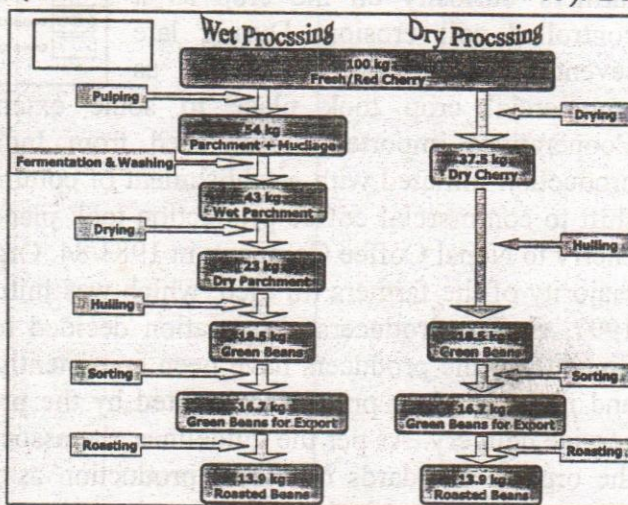 Wet Procssing
Dry Procssing
100 kg
Fresh/Red Cherry
Pulping
Drying
54 kg
Parchment + Mucilage
37.5 kg
Dry Cherry
Fermentation & Washing
43 kg
Wet Parchment
Drying
Hulling
23 kg
Dry Parchment
Hulling
18.5 kg
Green Beans
18.5 kg
Green Beans
Sorting
Sorting
16.7 kg
Green Beans for Export
16.7 kg
Green Beans for Export
Roasting
Roasting
13.9 kg
Roasted Beans
13.9 kg
Roasted Beans